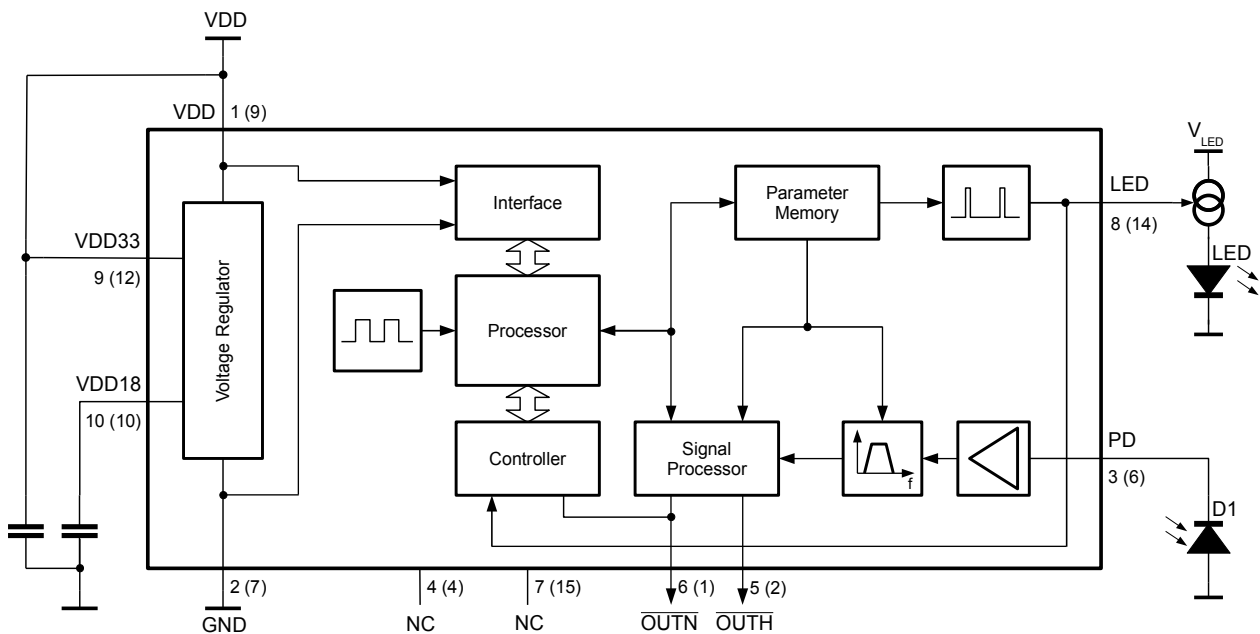 VDD
VDD 1 (9)
V LED
Interface
Parameter
Memory
LED
8 (14)
VDD33
9 (12)
LED
Voltage Regulator
Processor
VDD18
10 (10)
Controller
Signal
Processor
f
PD
3 (6)
D1
2 (7)
4 (4)
7 (15)
6 (1)
5 (2)
GND
NC
NC
OUTN
OUTH